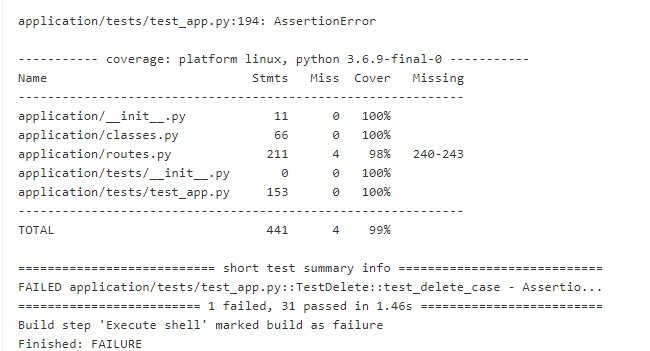 application/tests/test_app.py:194: AssertionError
----------- coverage: platform linux, python 3.6.9-final-0 -----------
Name                            Stmts   Miss  Cover   Missing
-------------------------------------------------------------
application/__init__.py            11      0   100%
application/classes.py             66      0   100%
application/routes.py             211      4    98%   240-243
application/tests/__init__.py       0      0   100%
application/tests/test_app.py     153      0   100%
-------------------------------------------------------------
TOTAL                             441      4    99%
=========================== short test summary info ============================
FAILED application/tests/test_app.py::TestDelete::test_delete_case - Assertio...
========================= 1 failed, 31 passed in 1.46s =========================
Build step 'Execute shell' marked build as failure
Finished: FAILURE